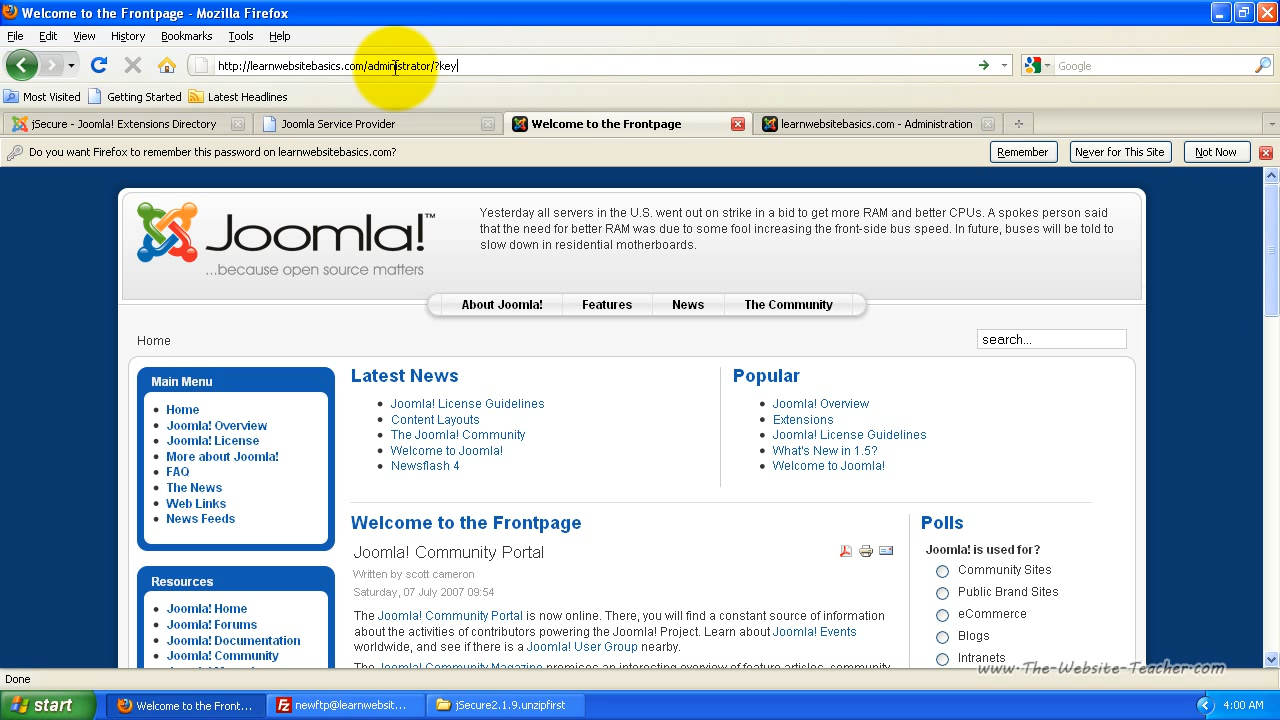 Welcome to the Frontpage - Mozilla Firefox
File Edit View History Bookmarks Tools Help
http://learnwebsitebasics.com/administrator/?key
Google
Most Visited Getting Started Latest Headlines
jSecure - Joomla! Extensions Directory
Joomla Service Provider
Welcome to the Frontpage
learnwebsitebasics.com - Administration
Do you want Firefox to remember this password on learnwebsitebasics.com?
Remember Never for This Site Not Now
Joomla!™
...because open source matters
Yesterday all servers in the U.S. went out on strike in a bid to get more RAM and better CPUs. A spokes person said
that the need for better RAM was due to some fool increasing the front-side bus speed. In future, buses will be told to
slow down in residential motherboards.
About Joomla! Features News The Community
Home
search...
Main Menu
Home
Joomla! Overview
Joomla! License
More about Joomla!
FAQ
The News
Web Links
News Feeds
Resources
Joomla! Home
Joomla! Forums
Joomla! Documentation
Joomla! Community
Latest News
Joomla! License Guidelines
Content Layouts
The Joomla! Community
Welcome to Joomla!
Newsflash 4
Popular
Joomla! Overview
Extensions
Joomla! License Guidelines
What's New in 1.5?
Welcome to Joomla!
Welcome to the Frontpage
Joomla! Community Portal
Written by scott cameron
Saturday, 07 July 2007 09:54
The Joomla! Community Portal is now online. There, you will find a constant source of information
about the activities of contributors powering the Joomla! Project. Learn about Joomla! Events
worldwide, and see if there is a Joomla! User Group nearby.
The Joomla! Community Magazine promises an interesting overview of feature articles, community
Polls
Joomla! is used for?
Community Sites
Public Brand Sites
eCommerce
Blogs
Intranets
www.The-Website-Teacher.com
Done
start
Welcome to the Front...
newftp@learnwebsit...
jSecure2.1.9.unzipfirst
4:00 AM